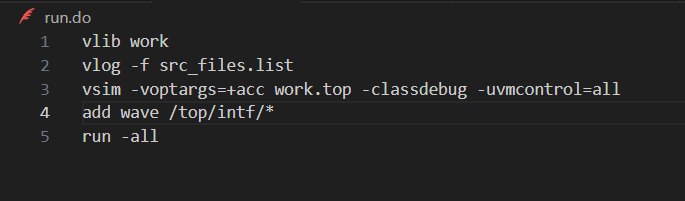 run.do
1 vlib work
2 vlog -f src_files.list
3 vsim -voptargs=+acc work.top -classdebug -uvmcontrol=all
4 add wave /top/intf/*
5 run -all